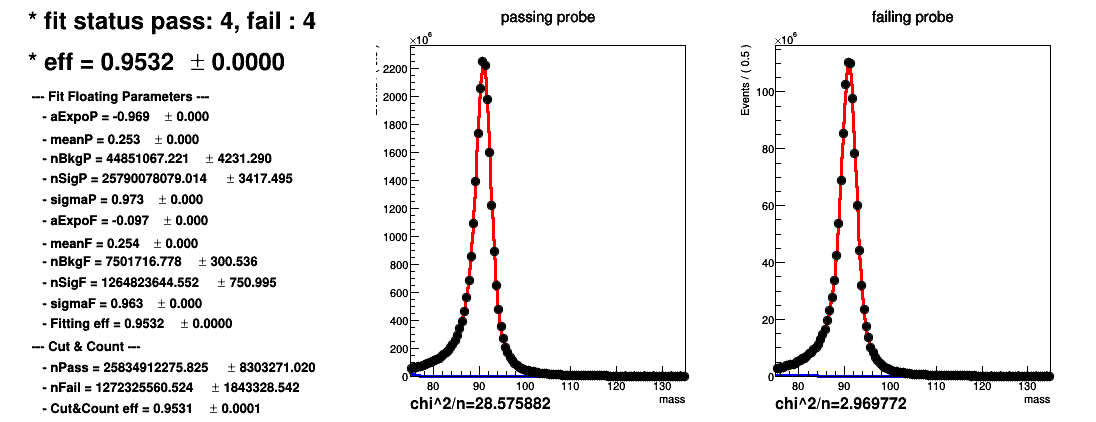 * fit status pass: 4, fail : 4
* eff = 0.9532 ± 0.0000
--- Fit Floating Parameters ---
- aExpoP = -0.969 ± 0.000
- meanP = 0.253 ± 0.000
- nBkgP = 44851067.221 ± 4231.290
- nSigP = 25790078079.014 ± 3417.495
- sigmaP = 0.973 ± 0.000
- aExpoF = -0.097 ± 0.000
- meanF = 0.254 ± 0.000
- nBkgF = 7501716.778 ± 300.536
- nSigF = 1264823644.552 ± 750.995
- sigmaF = 0.963 ± 0.000
- Fitting eff = 0.9532 ± 0.0000
--- Cut & Count ---
- nPass = 25834912275.825 ± 8303271.020
- nFail = 1272325560.524 ± 1843328.542
- Cut&Count eff = 0.9531 ± 0.0001
passing probe
×10^6
2200
2000
1800
1600
1400
1200
1000
800
600
400
200
0
80 90 100 110 120 130
mass
chi^2/n=28.575882
failing probe
×10^6
Events / ( 0.5 )
100
80
60
40
20
0
80 90 100 110 120 130
mass
chi^2/n=2.969772